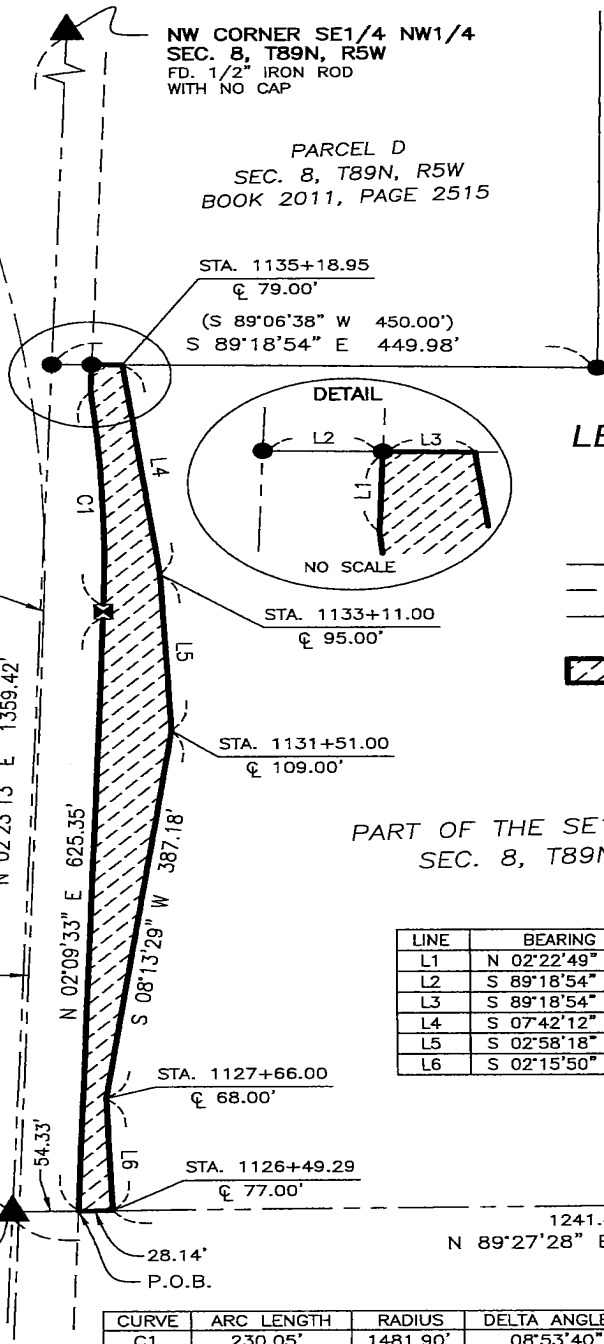 NW CORNER SE1/4 NW1/4
SEC. 8, T89N, R5W
FD. 1/2" IRON ROD
WITH NO CAP
PARCEL D
SEC. 8, T89N, R5W
BOOK 2011, PAGE 2515
STA. 1135+18.95
℄ 79.00'
(S 89°06'38" W 450.00')
S 89°18'54" E 449.98'
DETAIL
L2
L3
L1
NO SCALE
L4
C1
STA. 1133+11.00
℄ 95.00'
L5
STA. 1131+51.00
℄ 109.00'
N 02°23'13" E 1359.42'
N 02°09'33" E 625.35'
S 08°13'29" W 387.18'
PART OF THE
SEC. 8,
LINE BEARING
L1 N 02°22'49"
L2 S 89°18'54"
L3 S 89°18'54"
L4 S 07°42'12"
L5 S 02°58'18"
L6 S 02°15'50"
STA. 1127+66.00
℄ 68.00'
54.33'
L6
STA. 1126+49.29
℄ 77.00'
28.14'
P.O.B.
1241.
N 89°27'28" E
CURVE ARC LENGTH RADIUS DELTA ANGLE
C1 230.05' 1481.90' 08°53'40"